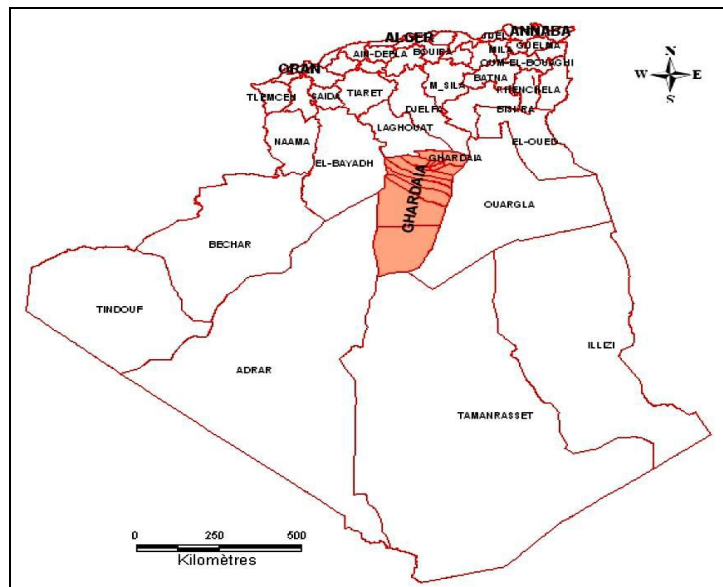 ALGER
ANNABA
JIJEL
AIN-DEFLA
BOUIRA
MILA
GUELMA
ORAN
OUM-EL-BOUAGHI
N
W E
S
TLEMCEN
SAIDA
TIARET
M_SILA
BATNA
KHENCHELA
DJELFA
BISKRA
LAGHOUAT
NAAMA
EL-BAYADH
GHARDAIA
EL-OUED
GHARDAIA
OUARGLA
BECHAR
TINDOUF
ADRAR
ILLIZI
TAMANRASSET
0 250 500
Kilomètres